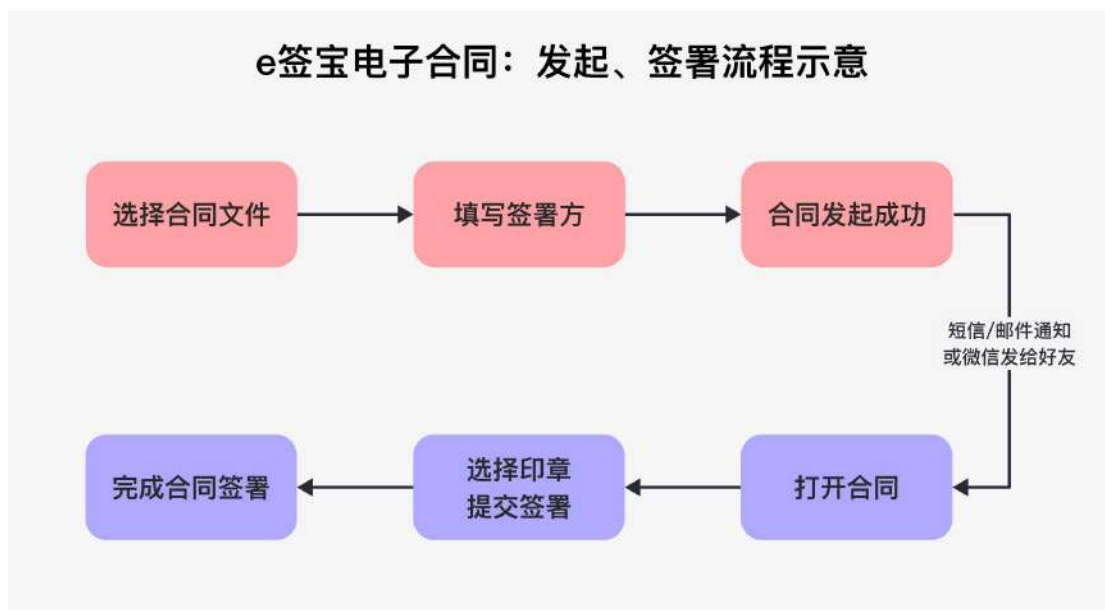 e签宝电子合同：发起、签署流程示意
选择合同文件
填写签署方
合同发起成功
短信/邮件通知
或微信发给好友
打开合同
选择印章
提交签署
完成合同签署